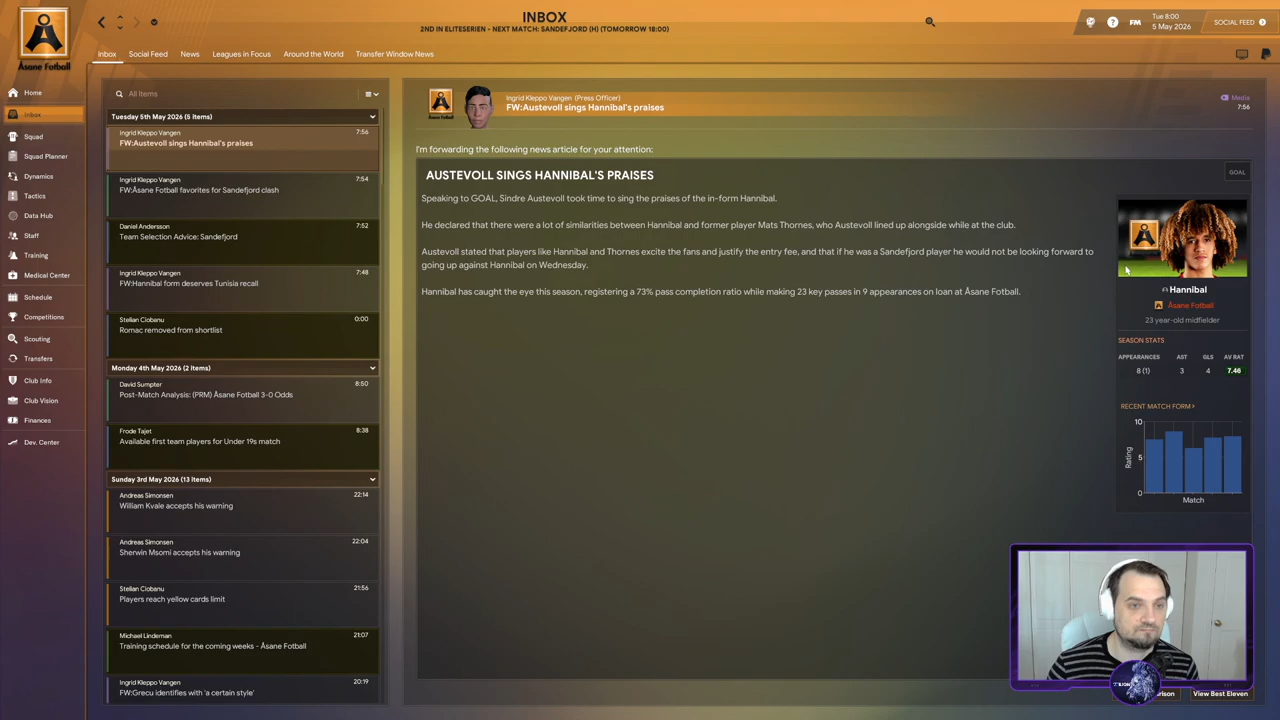 INBOX
2ND IN ELITESERIEN - NEXT MATCH: SANDEFJORD (H) (TOMORROW 18:00)
FM
Tue 8:00
5 May 2026
SOCIAL FEED
Åsane Fotball
Inbox
Social Feed
News
Leagues in Focus
Around the World
Transfer Window News
Home
Inbox
Squad
Squad Planner
Dynamics
Tactics
Data Hub
Staff
Training
Medical Center
Schedule
Competitions
Scouting
Transfers
Club Info
Club Vision
Finances
Dev. Center
All Items
Tuesday 5th May 2026 (5 items)
Ingrid Kleppo Vangen 7:56
FW:Austevoll sings Hannibal's praises
Ingrid Kleppo Vangen 7:54
FW:Åsane Fotball favorites for Sandefjord clash
Daniel Andersson 7:52
Team Selection Advice: Sandefjord
Ingrid Kleppo Vangen 7:48
FW:Hannibal form deserves Tunisia recall
Stelian Ciobanu 0:00
Romac removed from shortlist
Monday 4th May 2026 (2 items)
David Sumpter 8:50
Post-Match Analysis: (PRM) Åsane Fotball 3-0 Odds
Frode Tajet 8:38
Available first team players for Under 19s match
Sunday 3rd May 2026 (13 items)
Andreas Simonsen 22:14
William Kvale accepts his warning
Andreas Simonsen 22:04
Sherwin Msomi accepts his warning
Stelian Ciobanu 21:56
Players reach yellow cards limit
Michael Lindeman 21:07
Training schedule for the coming weeks - Åsane Fotball
Ingrid Kleppo Vangen 20:19
FW:Grecu identifies with 'a certain style'
Ingrid Kleppo Vangen (Press Officer)
FW:Austevoll sings Hannibal's praises
Media
7:56
I'm forwarding the following news article for your attention:
AUSTEVOLL SINGS HANNIBAL'S PRAISES
GOAL
Speaking to GOAL, Sindre Austevoll took time to sing the praises of the in-form Hannibal.
He declared that there were a lot of similarities between Hannibal and former player Mats Thornes, who Austevoll lined up alongside while at the club.
Austevoll stated that players like Hannibal and Thornes excite the fans and justify the entry fee, and that if he was a Sandefjord player he would not be looking forward to
going up against Hannibal on Wednesday.
Hannibal has caught the eye this season, registering a 73% pass completion ratio while making 23 key passes in 9 appearances on loan at Åsane Fotball.
Hannibal
Åsane Fotball
23 year-old midfielder
SEASON STATS
APPEARANCES AST GLS AV RAT
8 (1) 3 4 7.46
RECENT MATCH FORM>
10
5
0
Rating
Match
View Best Eleven